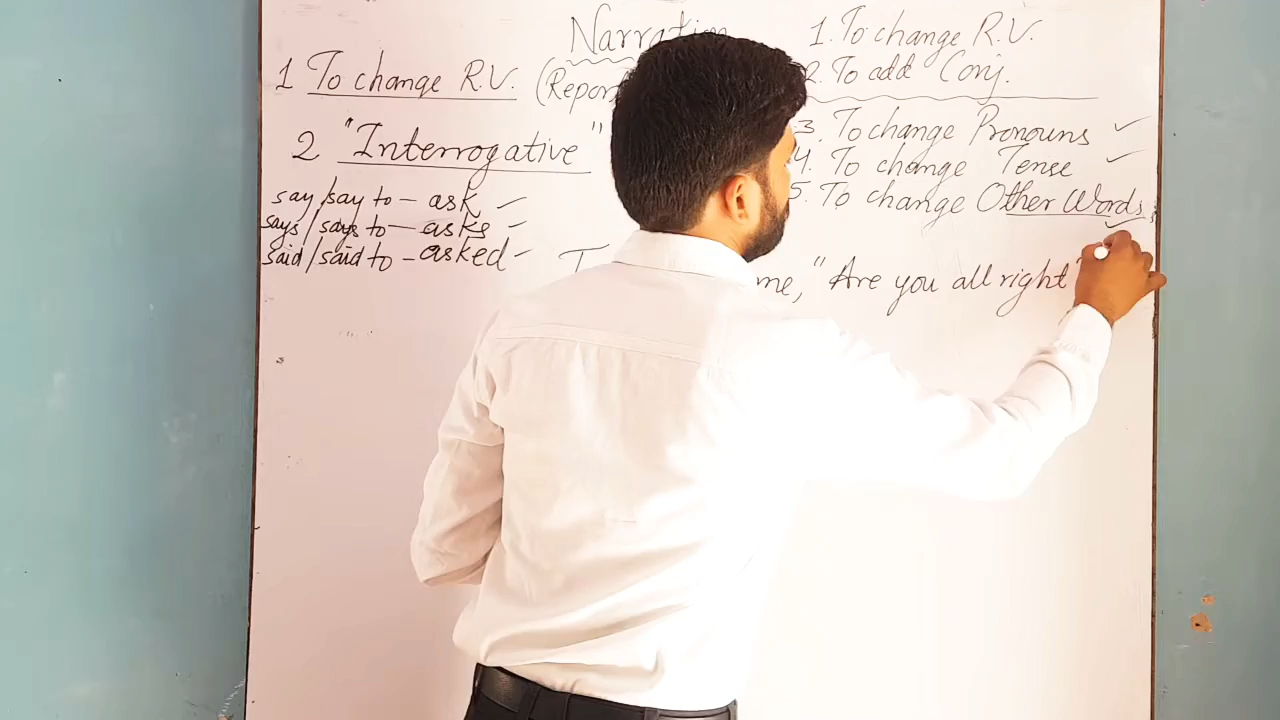 Narration
1 To change R.V. (Repor
2 "Interrogative"
say/say to – ask
says/says to – asks
said/said to – asked
1. To change R.V.
2. To add Conj.
3. To change Pronouns
4. To change Tense
5. To change Other Words
me, "Are you all right"